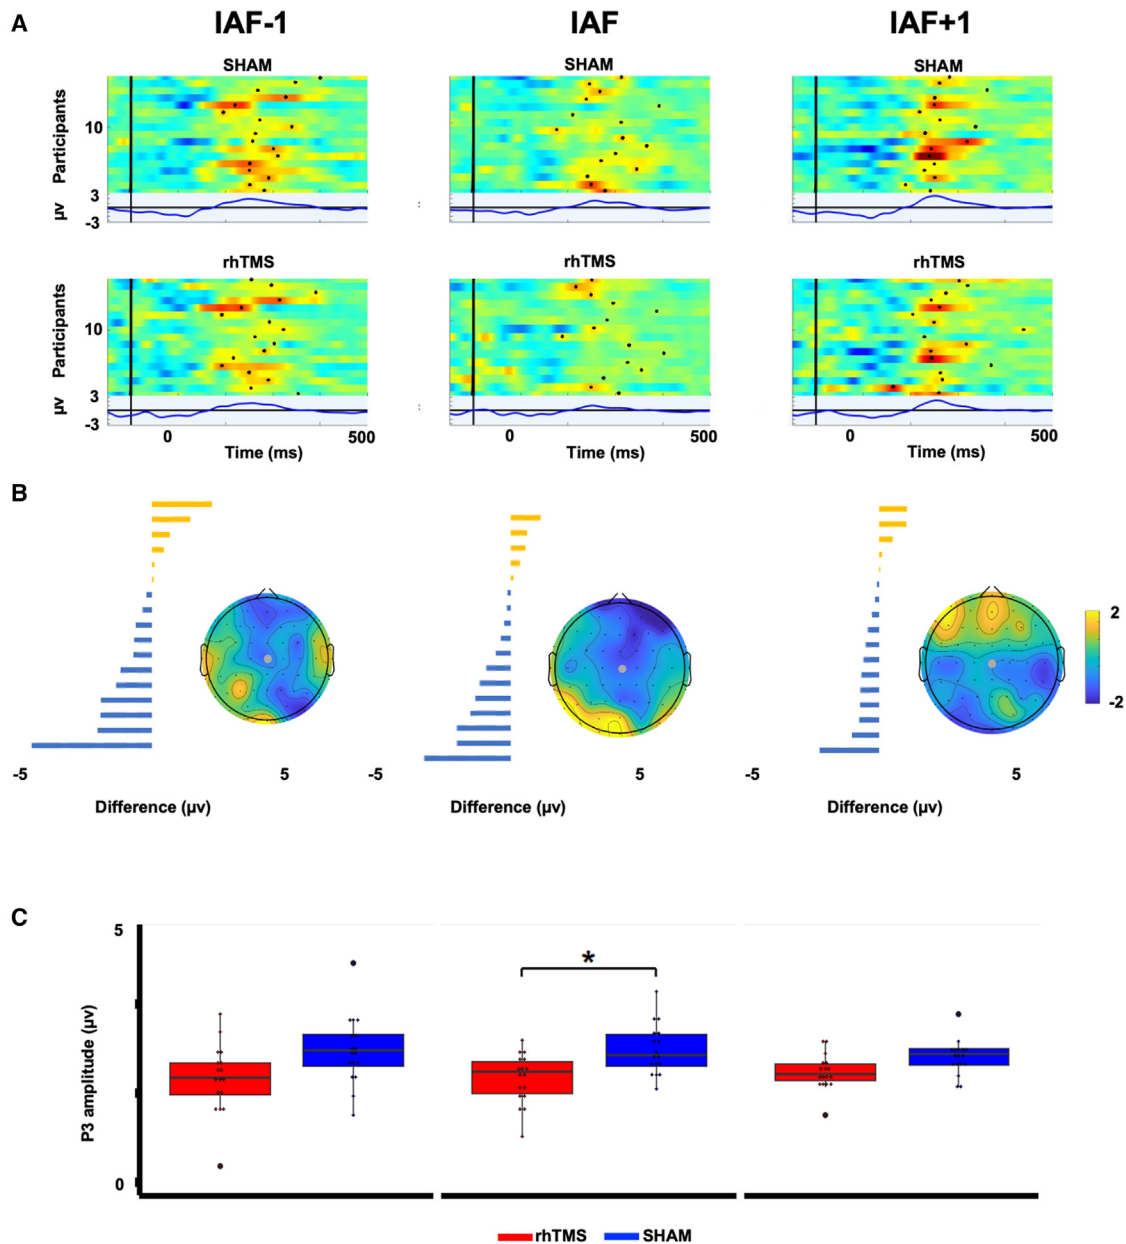 A
IAF-1 IAF IAF+1
SHAM SHAM SHAM
Participants
10
µv
3
-3
rhTMS rhTMS rhTMS
Participants
10
µv
3
-3
0 500 0 500 0 500
Time (ms) Time (ms) Time (ms)
B
2
-2
-5 5 -5 5 -5 5
Difference (µv) Difference (µv) Difference (µv)
C
5
*
P3 amplitude (µv)
0
rhTMS SHAM